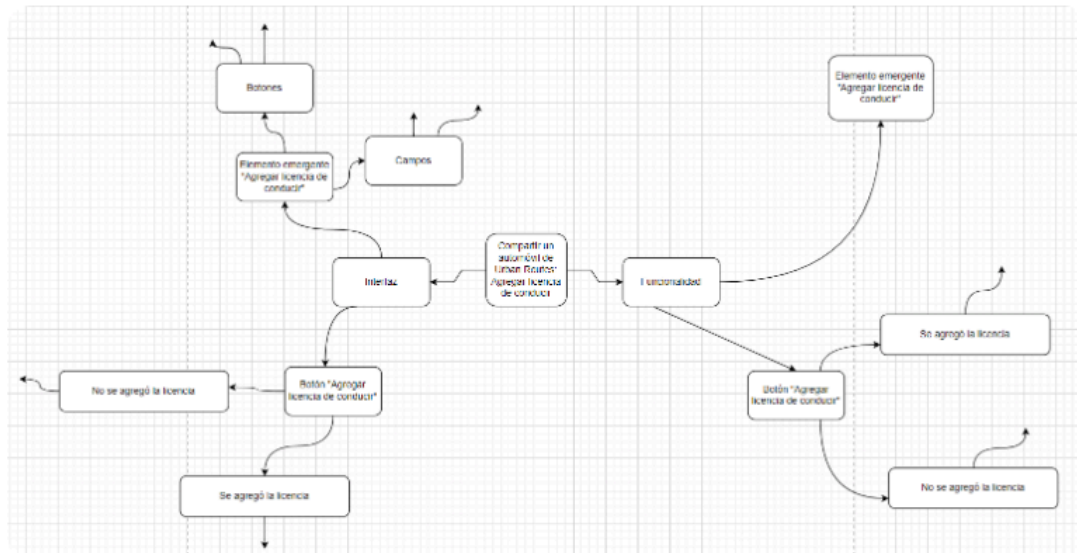 Botones
Elemento emergente
"Agregar licencia de
conducir"
Campos
Elemento emergente
"Agregar licencia de
conducir"
Compartir un
automóvil de
Urban Routes:
Agregar licencia
de conducir
Interfaz
Funcionalidad
Se agregó la licencia
No se agregó la licencia
Botón "Agregar
licencia de conducir"
Botón "Agregar
licencia de conducir"
Se agregó la licencia
No se agregó la licencia